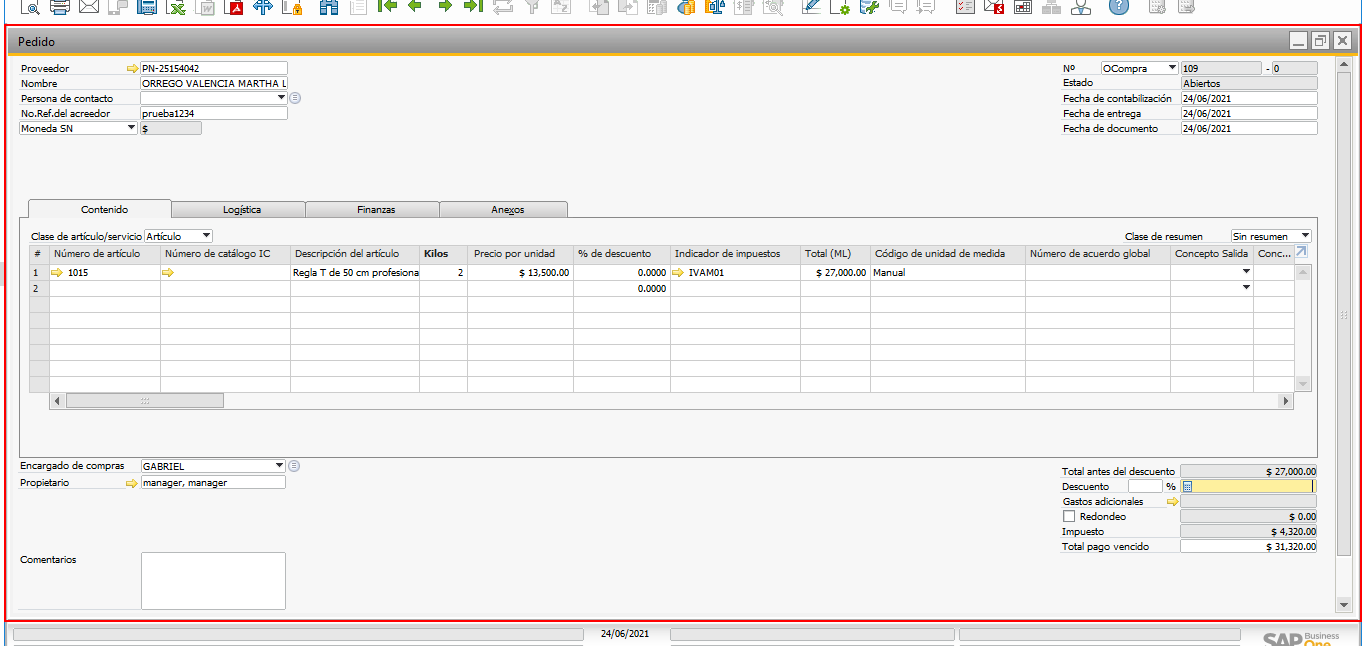 Pedido
Proveedor PN-25154042
Nombre ORREGO VALENCIA MARTHA L
Persona de contacto
No.Ref.del acreedor prueba1234
Moneda SN $
Nº OCompra 109 - 0
Estado Abiertos
Fecha de contabilización 24/06/2021
Fecha de entrega 24/06/2021
Fecha de documento 24/06/2021
Contenido Logística Finanzas Anexos
Clase de artículo/servicio Artículo Clase de resumen Sin resumen
# Número de artículo Número de catálogo IC Descripción del artículo Kilos Precio por unidad % de descuento Indicador de impuestos Total (ML) Código de unidad de medida Número de acuerdo global Concepto Salida Conc...
1 1015 Regla T de 50 cm profesiona 2 $ 13,500.00 0.0000 IVAM01 $ 27,000.00 Manual
2 0.0000
Encargado de compras GABRIEL
Propietario manager, manager
Comentarios
Total antes del descuento $ 27,000.00
Descuento %
Gastos adicionales
Redondeo $ 0.00
Impuesto $ 4,320.00
Total pago vencido $ 31,320.00
24/06/2021
SAP Business One